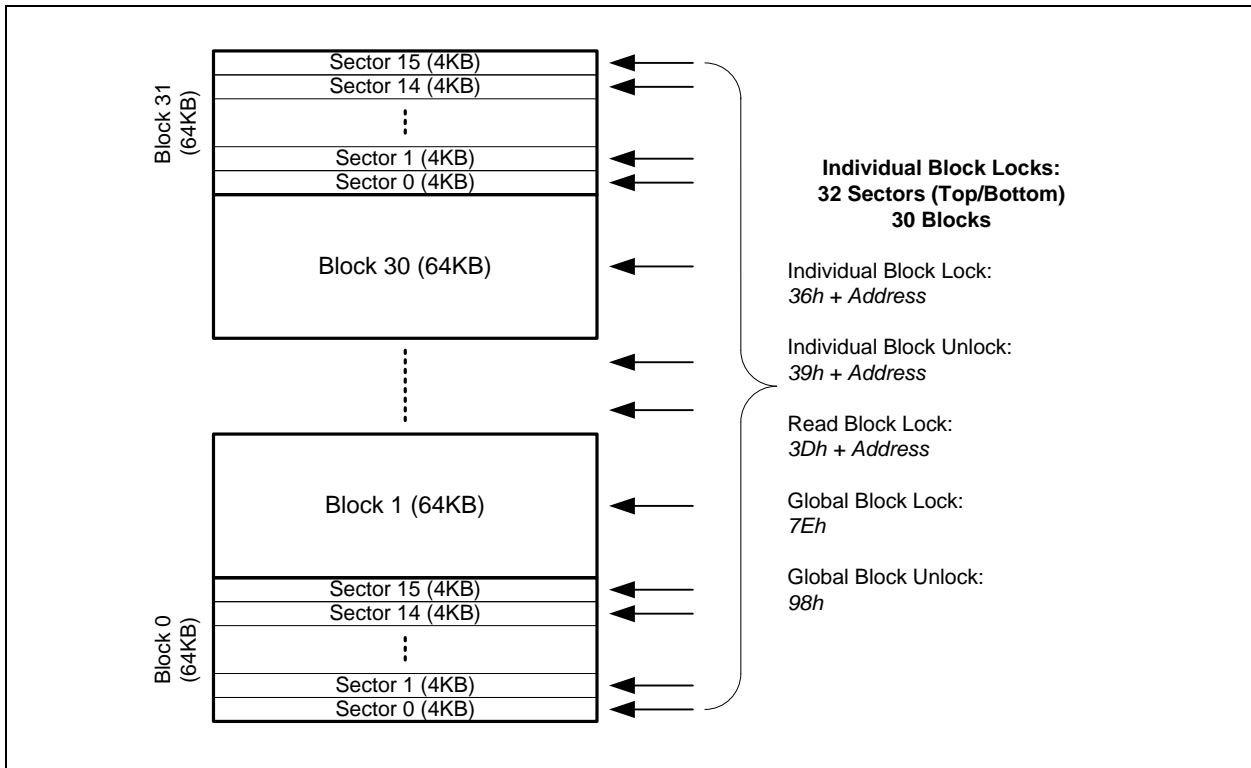 Block 31
(64KB)
Sector 15 (4KB)
Sector 14 (4KB)
Sector 1 (4KB)
Sector 0 (4KB)
Block 30 (64KB)
Block 1 (64KB)
Block 0
(64KB)
Sector 15 (4KB)
Sector 14 (4KB)
Sector 1 (4KB)
Sector 0 (4KB)
Individual Block Locks:
32 Sectors (Top/Bottom)
30 Blocks
Individual Block Lock:
36h + Address
Individual Block Unlock:
39h + Address
Read Block Lock:
3Dh + Address
Global Block Lock:
7Eh
Global Block Unlock:
98h